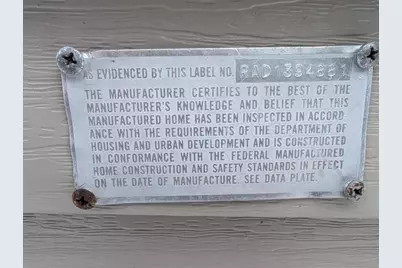 AS EVIDENCED BY THIS LABEL NO. RAD1394881
THE MANUFACTURER CERTIFIES TO THE BEST OF THE
MANUFACTURER'S KNOWLEDGE AND BELIEF THAT THIS
MANUFACTURED HOME HAS BEEN INSPECTED IN ACCORD-
ANCE WITH THE REQUIREMENTS OF THE DEPARTMENT OF
HOUSING AND URBAN DEVELOPMENT AND IS CONSTRUCTED
IN CONFORMANCE WITH THE FEDERAL MANUFACTURED
HOME CONSTRUCTION AND SAFETY STANDARDS IN EFFECT
ON THE DATE OF MANUFACTURE. SEE DATA PLATE.